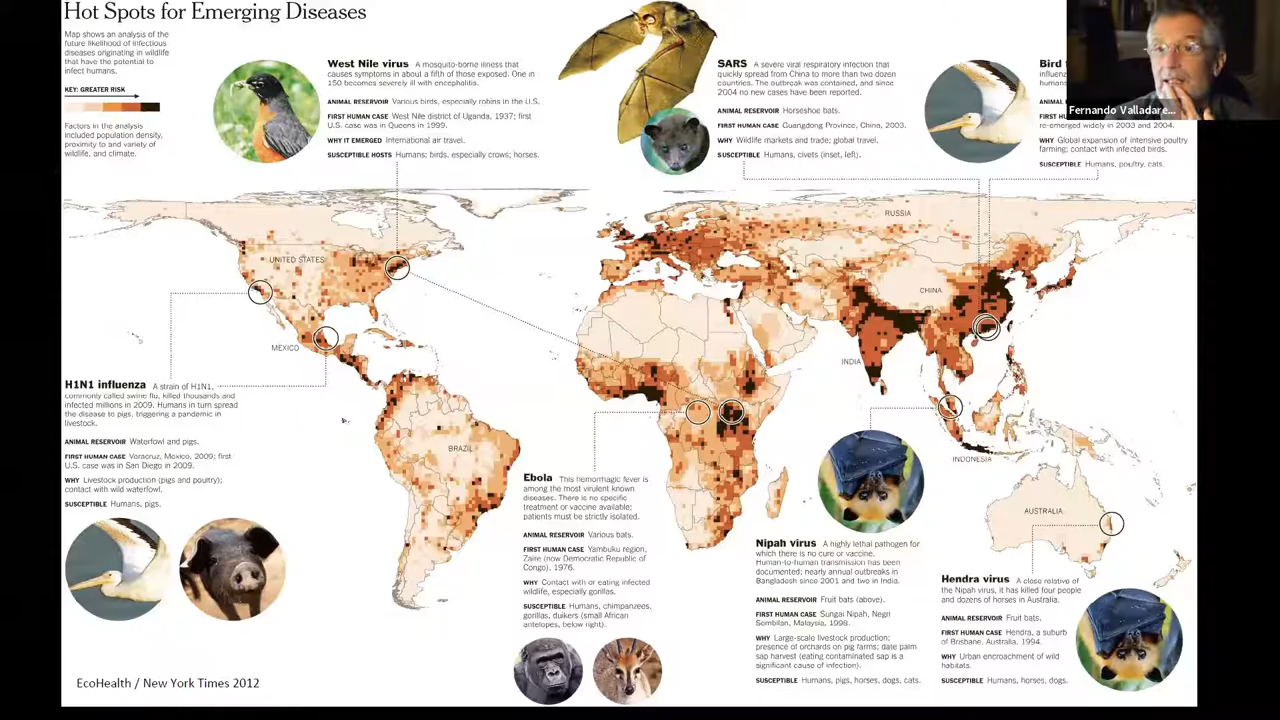 Hot Spots for Emerging Diseases
Map shows an analysis of the
future likelihood of infectious
diseases originating in wildlife
that have the potential to
infect humans.
KEY: GREATER RISK
Factors in the analysis
included population density,
proximity to and variety of
wildlife, and climate.
West Nile virus A mosquito-borne illness that
causes symptoms in about a fifth of those exposed. One in
150 becomes severely ill with encephalitis.
ANIMAL RESERVOIR Various birds, especially robins in the U.S.
FIRST HUMAN CASE West Nile district of Uganda, 1937; first
U.S. case was in Queens in 1999.
WHY IT EMERGED International air travel.
SUSCEPTIBLE HOSTS Humans; birds, especially crows; horses.
SARS A severe viral respiratory infection that
quickly spread from China to more than two dozen
countries. The outbreak was contained, and since
2004 no new cases have been reported.
ANIMAL RESERVOIR Horseshoe bats.
FIRST HUMAN CASE Guangdong Province, China, 2003.
WHY Wildlife markets and trade; global travel.
SUSCEPTIBLE Humans, civets (inset, left).
Bird
influen
human
ANIMAL
FIRST H
re-emerged widely in 2003 and 2004.
WHY Global expansion of intensive poultry
farming; contact with infected birds.
SUSCEPTIBLE Humans, poultry, cats.
Fernando Valladare...
RUSSIA
UNITED STATES
CHINA
MEXICO
INDIA
BRAZIL
INDONESIA
AUSTRALIA
H1N1 influenza A strain of H1N1,
commonly called swine flu, killed thousands and
infected millions in 2009. Humans in turn spread
the disease to pigs, triggering a pandemic in
livestock.
ANIMAL RESERVOIR Waterfowl and pigs.
FIRST HUMAN CASE Veracruz, Mexico, 2009; first
U.S. case was in San Diego in 2009.
WHY Livestock production (pigs and poultry);
contact with wild waterfowl.
SUSCEPTIBLE Humans, pigs.
Ebola This hemorrhagic fever is
among the most virulent known
diseases. There is no specific
treatment or vaccine available;
patients must be strictly isolated.
ANIMAL RESERVOIR Various bats.
FIRST HUMAN CASE Yambuku region,
Zaire (now Democratic Republic of
Congo), 1976.
WHY Contact with or eating infected
wildlife, especially gorillas.
SUSCEPTIBLE Humans, chimpanzees,
gorillas, duikers (small African
antelopes, below right).
Nipah virus A highly lethal pathogen for
which there is no cure or vaccine.
Human-to-human transmission has been
documented; nearly annual outbreaks in
Bangladesh since 2001 and two in India.
ANIMAL RESERVOIR Fruit bats (above).
FIRST HUMAN CASE Sungai Nipah, Negri
Sembilan, Malaysia, 1998.
WHY Large-scale livestock production;
presence of orchards on pig farms; date palm
sap harvest (eating contaminated sap is a
significant cause of infection).
SUSCEPTIBLE Humans, pigs, horses, dogs, cats.
Hendra virus A close relative of
the Nipah virus, it has killed four people
and dozens of horses in Australia.
ANIMAL RESERVOIR Fruit bats.
FIRST HUMAN CASE Hendra, a suburb
of Brisbane, Australia, 1994.
WHY Urban encroachment of wild
habitats.
SUSCEPTIBLE Humans, horses, dogs.
EcoHealth / New York Times 2012